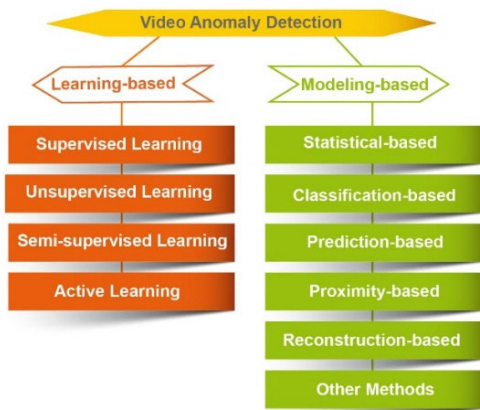 Video Anomaly Detection
Learning-based
Supervised Learning
Unsupervised Learning
Semi-supervised Learning
Active Learning
Modeling-based
Statistical-based
Classification-based
Prediction-based
Proximity-based
Reconstruction-based
Other Methods